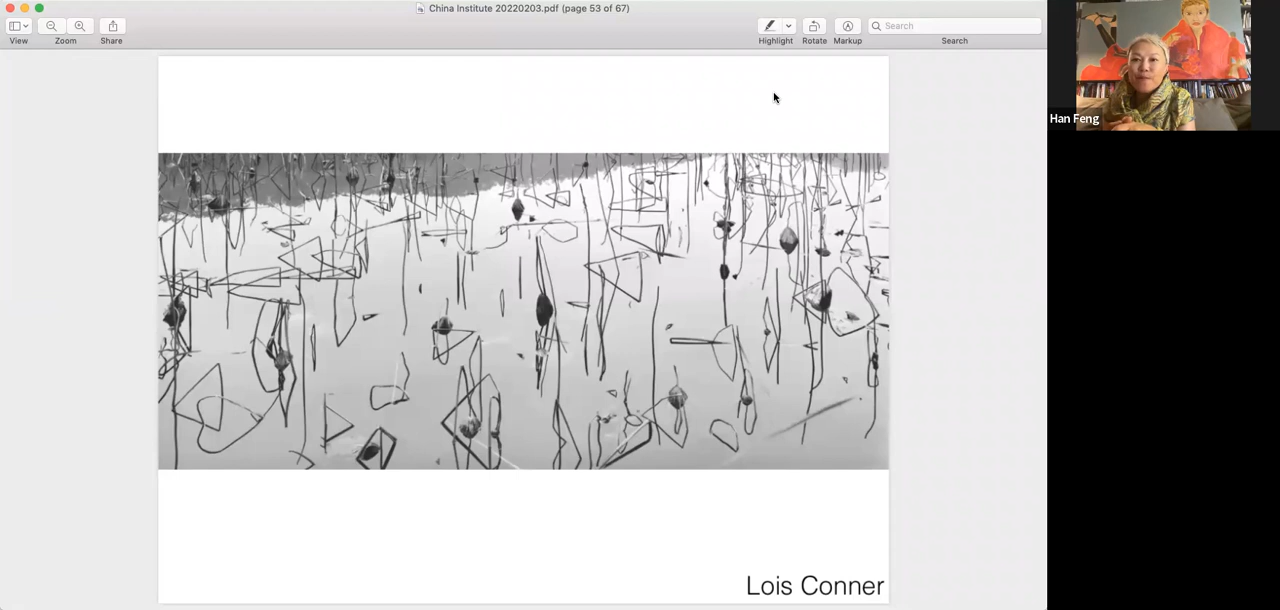 China Institute 20220203.pdf (page 53 of 67)
View
Zoom
Share
Highlight
Rotate
Markup
Search
Search
Han Feng
Lois Conner